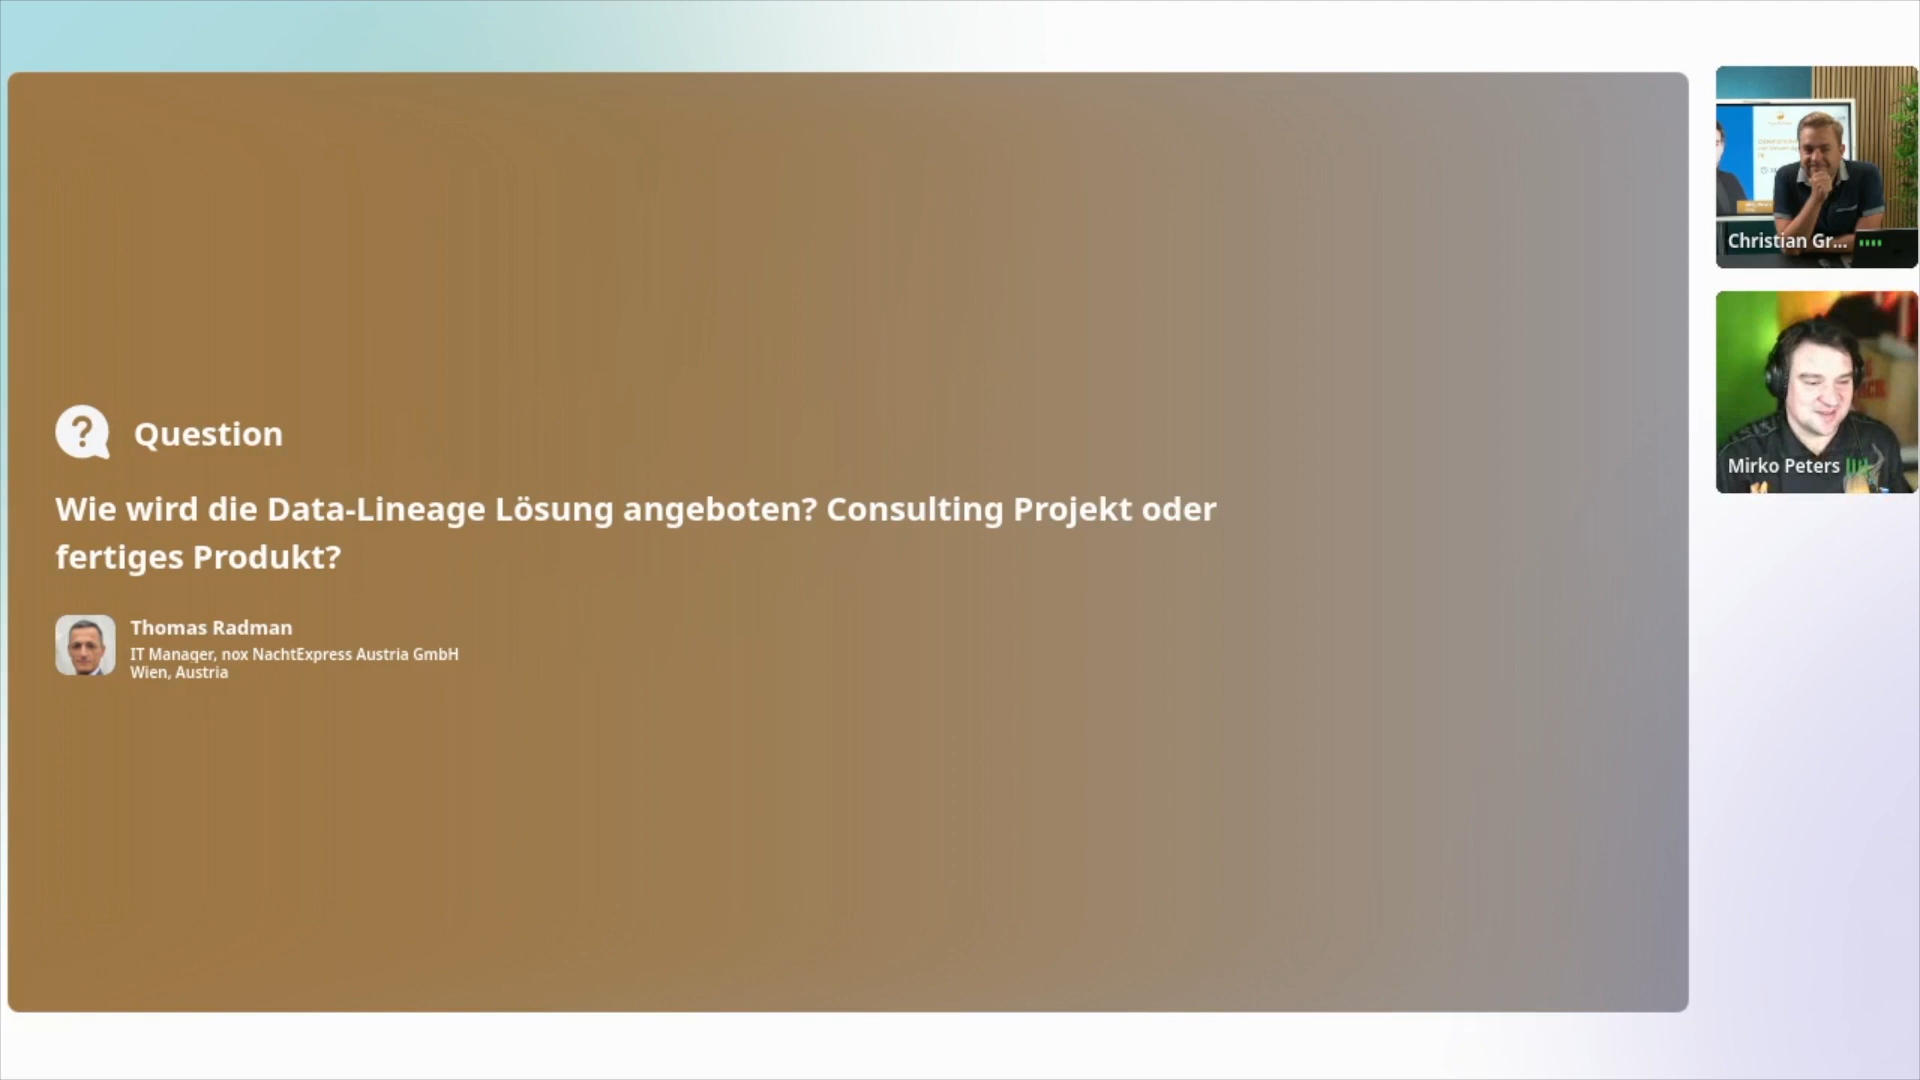 Question
Wie wird die Data-Lineage Lösung angeboten? Consulting Projekt oder
fertiges Produkt?
Thomas Radman
IT Manager, nox NachtExpress Austria GmbH
Wien, Austria
Christian Gr...
Mirko Peters